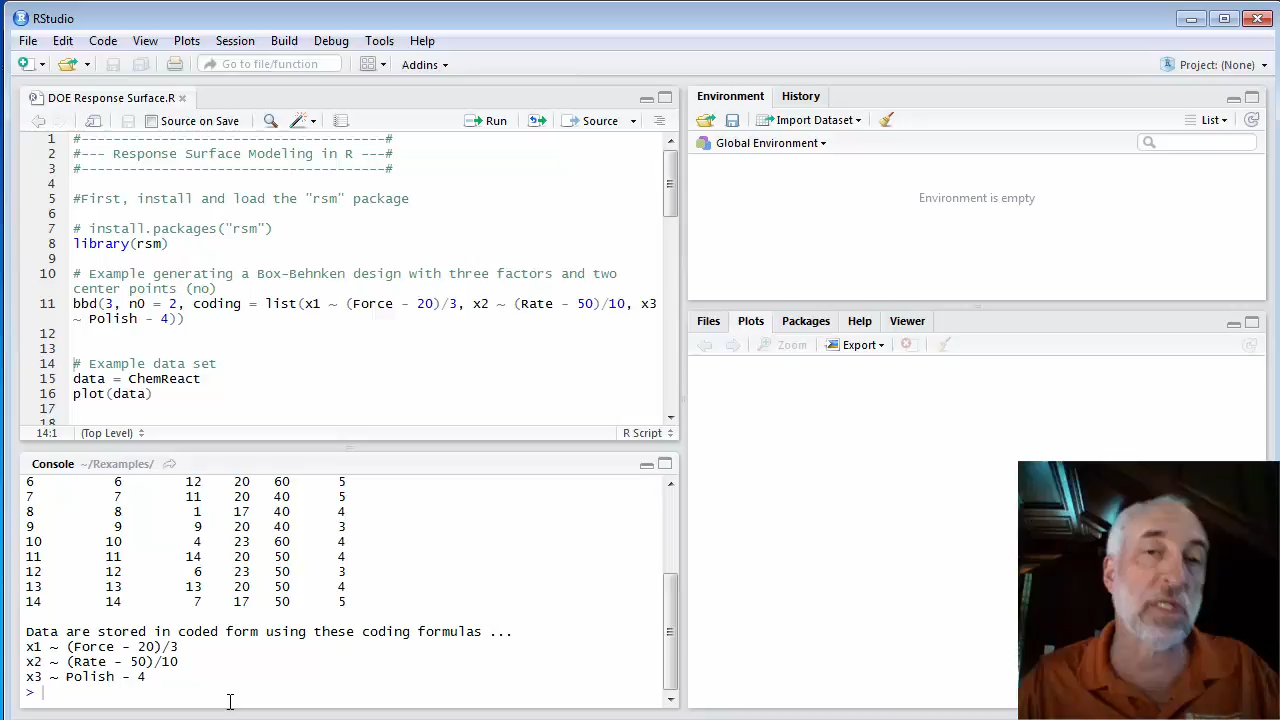 RStudio
File Edit Code View Plots Session Build Debug Tools Help
Go to file/function Addins Project: (None)
DOE Response Surface.R
Source on Save Run Source
1 #-------------------------------------#
2 #--- Response Surface Modeling in R ---#
3 #-------------------------------------#
4
5 #First, install and load the "rsm" package
6
7 # install.packages("rsm")
8 library(rsm)
9
10 # Example generating a Box-Behnken design with three factors and two
center points (no)
11 bbd(3, n0 = 2, coding = list(x1 ~ (Force - 20)/3, x2 ~ (Rate - 50)/10, x3
~ Polish - 4))
12
13
14 # Example data set
15 data = ChemReact
16 plot(data)
17
18
14:1 (Top Level) R Script
Console ~/Rexamples/
6 6 12 20 60 5
7 7 11 20 40 5
8 8 1 17 40 4
9 9 9 20 40 3
10 10 4 23 60 4
11 11 14 20 50 4
12 12 6 23 50 3
13 13 13 20 50 4
14 14 7 17 50 5
Data are stored in coded form using these coding formulas ...
x1 ~ (Force - 20)/3
x2 ~ (Rate - 50)/10
x3 ~ Polish - 4
>
Environment History
Import Dataset List
Global Environment
Environment is empty
Files Plots Packages Help Viewer
Zoom Export